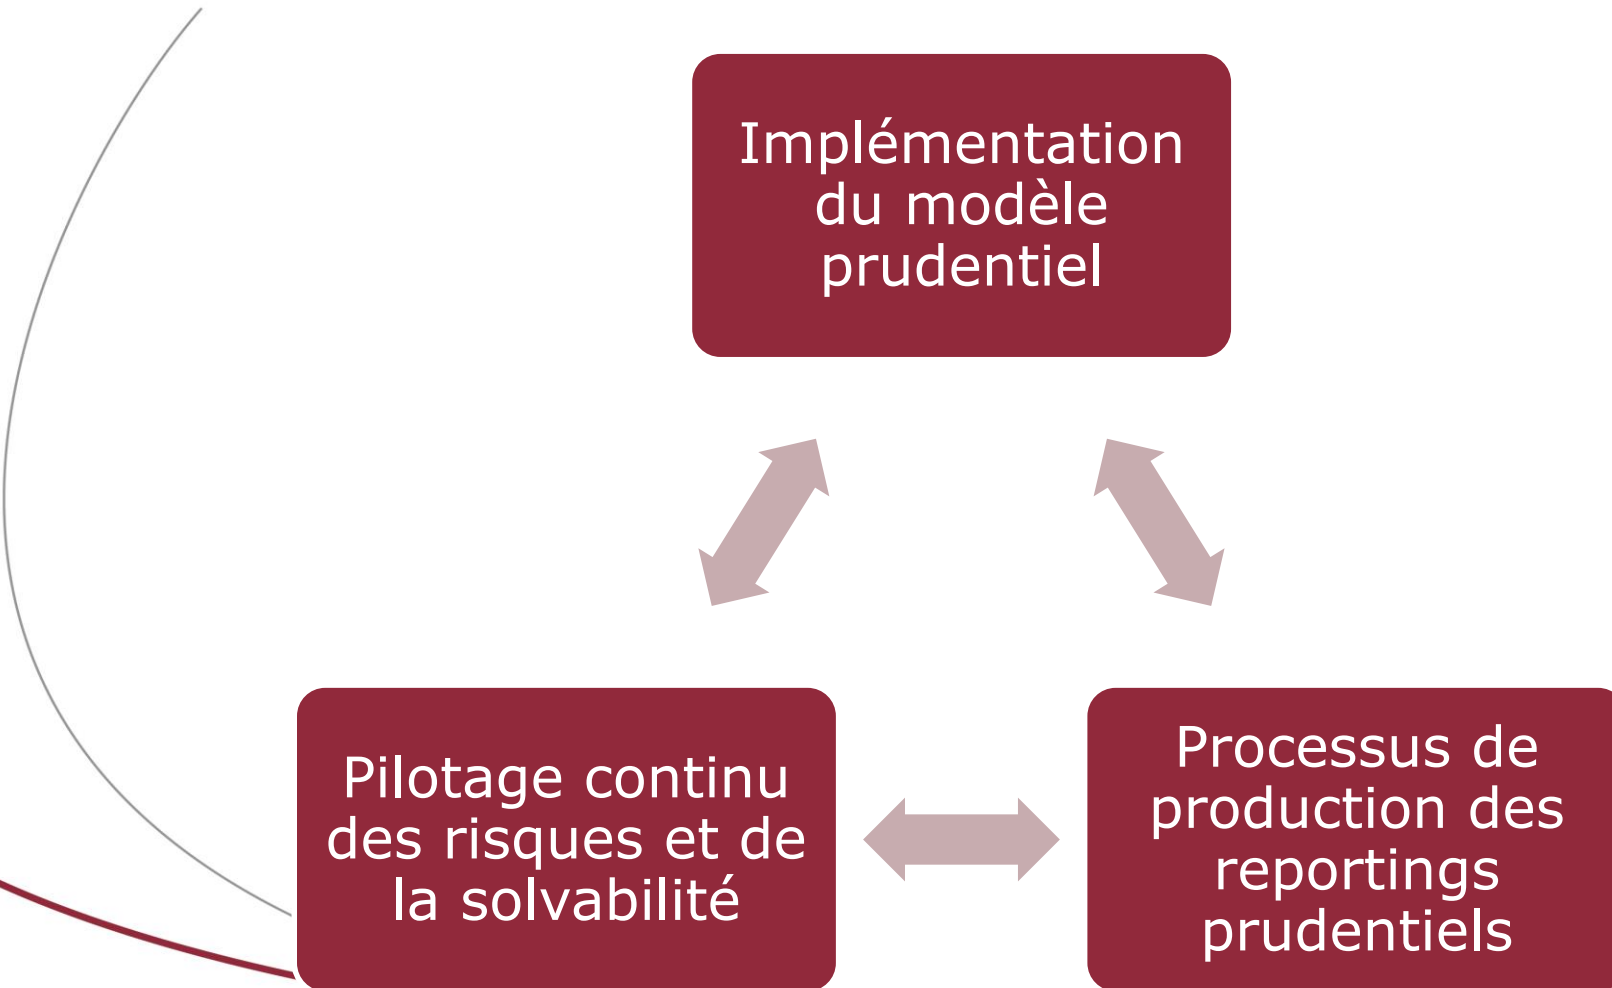 Implémentation
du modèle
prudentiel
Pilotage continu
des risques et de
la solvabilité
Processus de
production des
reportings
prudentiels